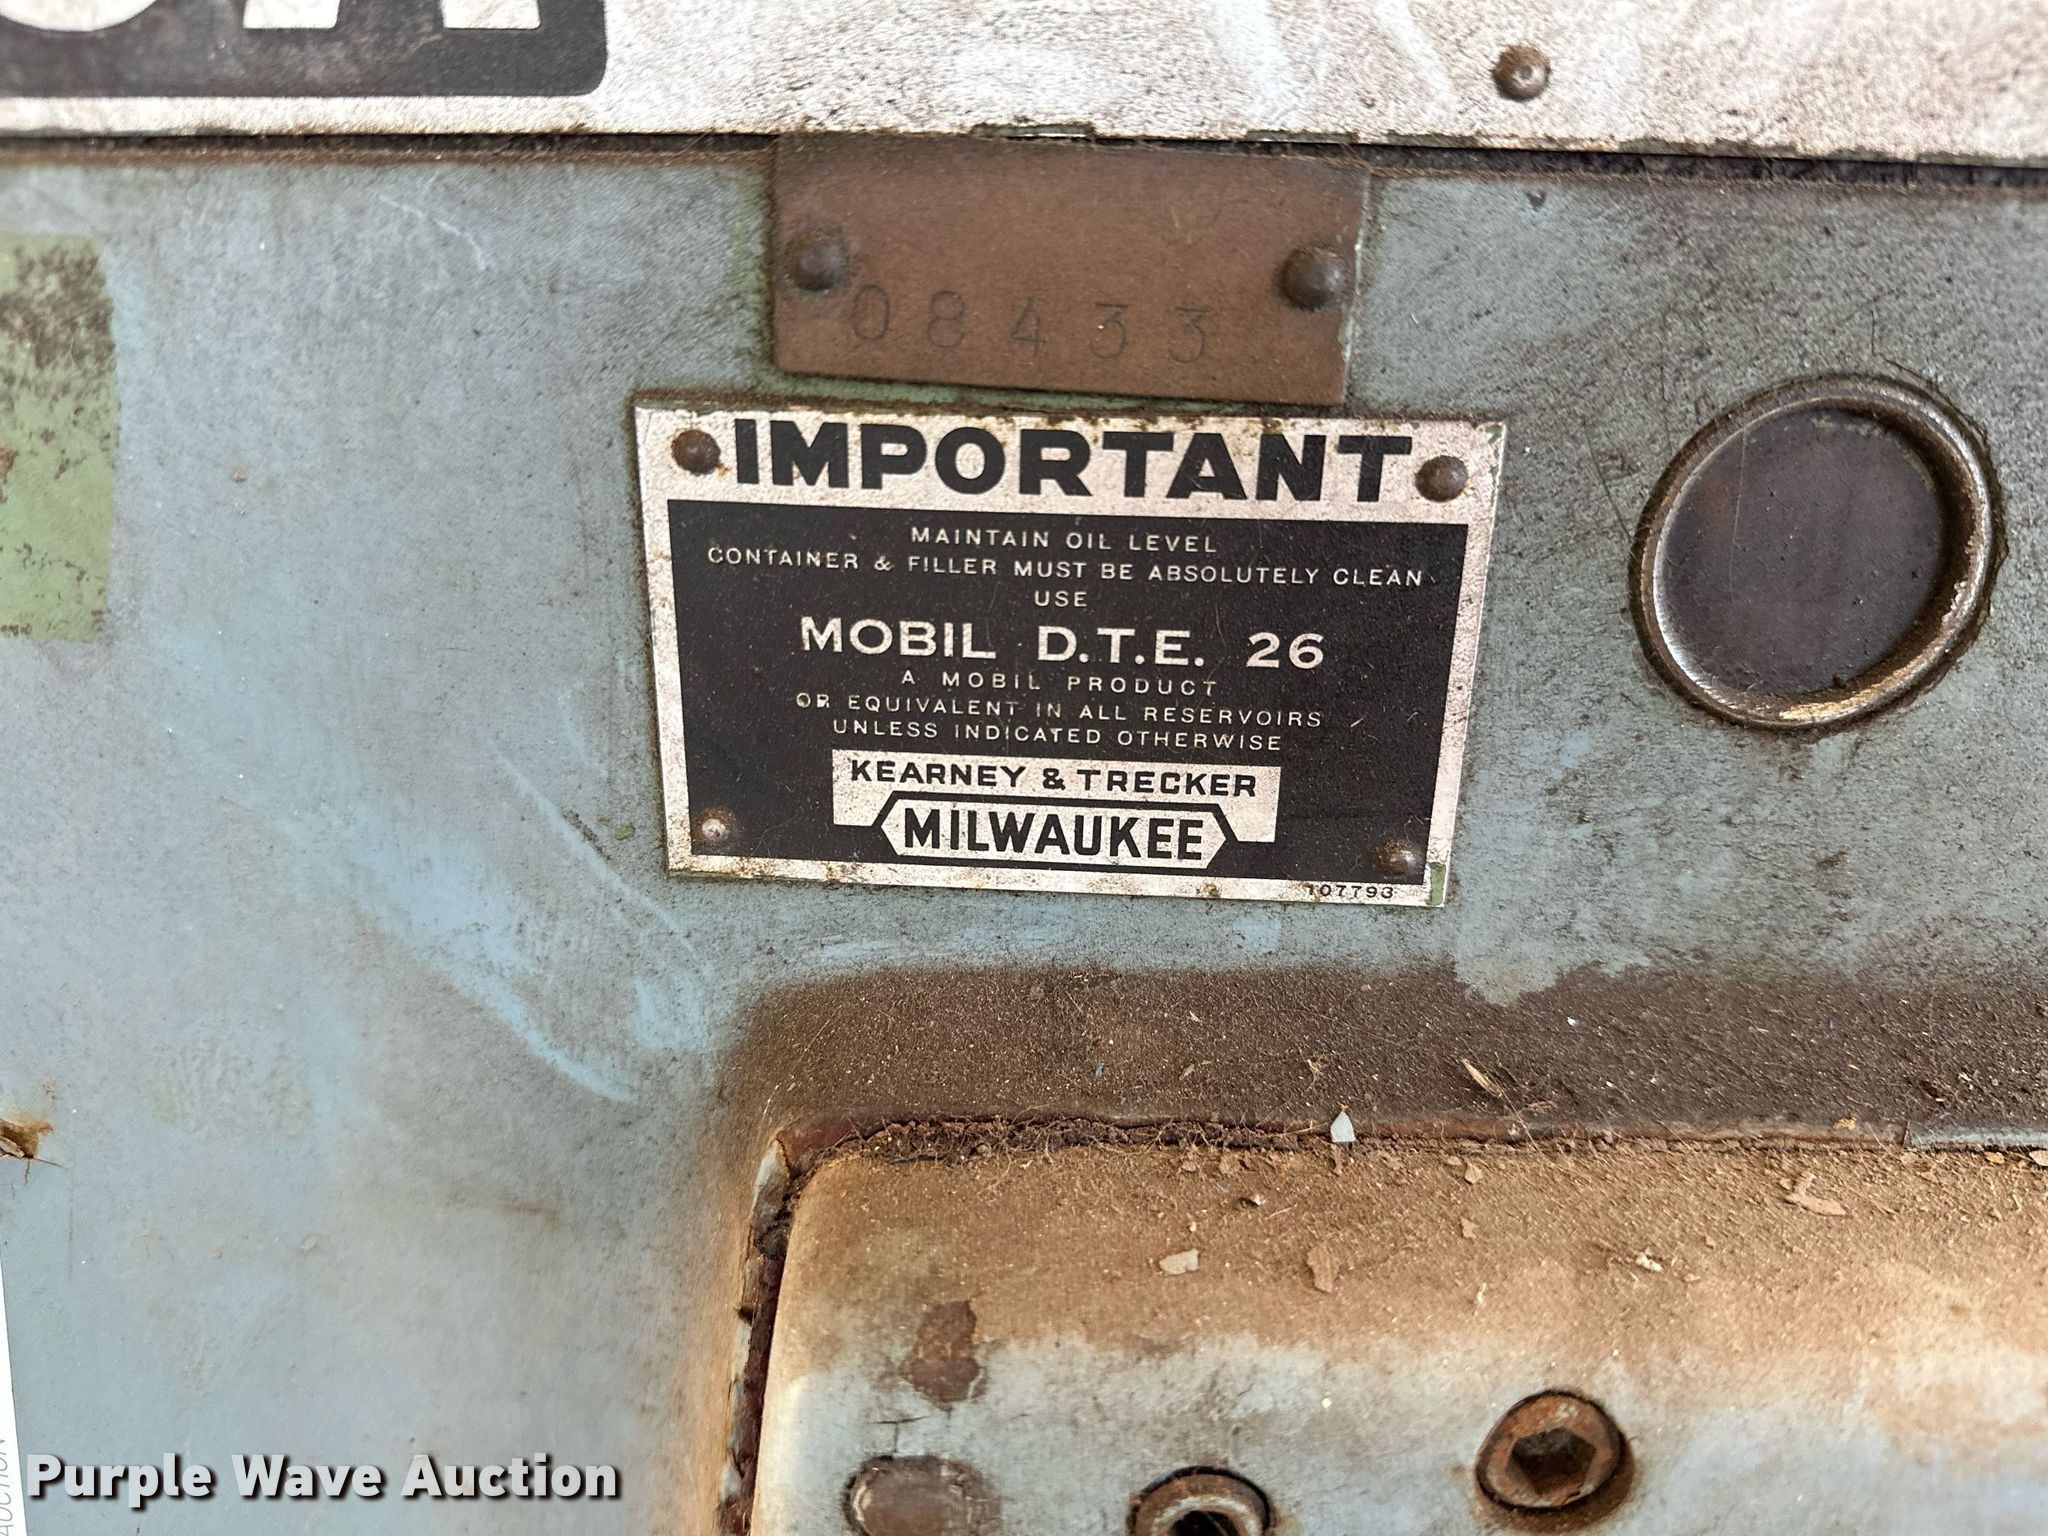 08433
IMPORTANT
MAINTAIN OIL LEVEL
CONTAINER & FILLER MUST BE ABSOLUTELY CLEAN
USE
MOBIL D.T.E. 26
A MOBIL PRODUCT
OR EQUIVALENT IN ALL RESERVOIRS
UNLESS INDICATED OTHERWISE
KEARNEY & TRECKER
MILWAUKEE
107793
Purple Wave Auction